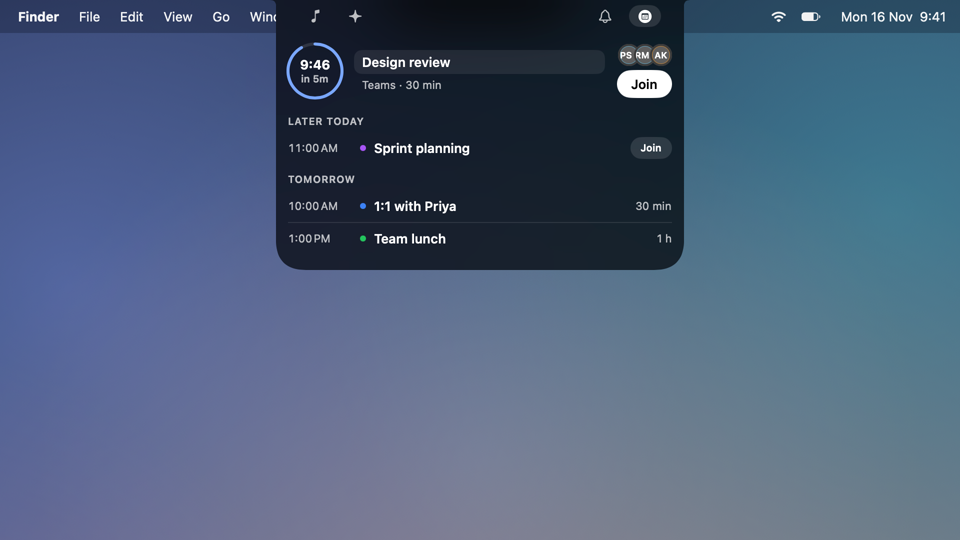 Finder File Edit View Go Mon 16 Nov 9:41
9:46
in 5m
Design review
Teams · 30 min
PS RM AK
Join
LATER TODAY
11:00 AM Sprint planning Join
TOMORROW
10:00 AM 1:1 with Priya 30 min
1:00 PM Team lunch 1 h